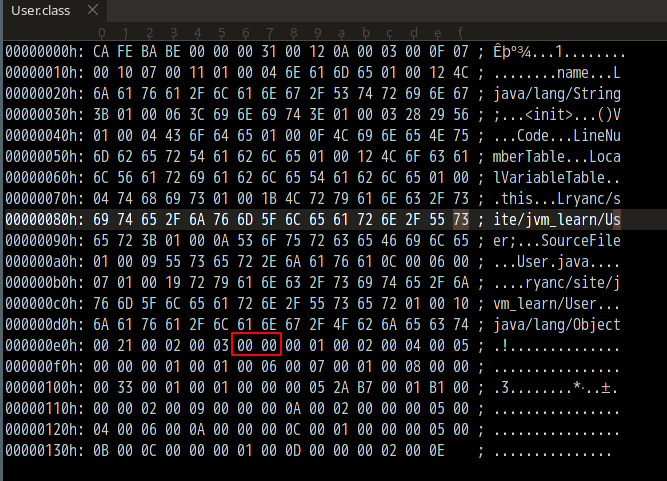 User.class ×
0 1 2 3 4 5 6 7 8 9 a b c d e f
00000000h: CA FE BA BE 00 00 00 31 00 12 0A 00 03 00 0F 07 ; Êþº¾...1........
00000010h: 00 10 07 00 11 01 00 04 6E 61 6D 65 01 00 12 4C ; ........name...L
00000020h: 6A 61 76 61 2F 6C 61 6E 67 2F 53 74 72 69 6E 67 ; java/lang/String
00000030h: 3B 01 00 06 3C 69 6E 69 74 3E 01 00 03 28 29 56 ; ;...<init>...()V
00000040h: 01 00 04 43 6F 64 65 01 00 0F 4C 69 6E 65 4E 75 ; ...Code...LineNu
00000050h: 6D 62 65 72 54 61 62 6C 65 01 00 12 4C 6F 63 61 ; mberTable...Loca
00000060h: 6C 56 61 72 69 61 62 6C 65 54 61 62 6C 65 01 00 ; lVariableTable..
00000070h: 04 74 68 69 73 01 00 1B 4C 72 79 61 6E 63 2F 73 ; .this...Lryanc/s
00000080h: 69 74 65 2F 6A 76 6D 5F 6C 65 61 72 6E 2F 55 73 ; ite/jvm_learn/Us
00000090h: 65 72 3B 01 00 0A 53 6F 75 72 63 65 46 69 6C 65 ; er;...SourceFile
000000a0h: 01 00 09 55 73 65 72 2E 6A 61 76 61 0C 00 06 00 ; ...User.java....
000000b0h: 07 01 00 19 72 79 61 6E 63 2F 73 69 74 65 2F 6A ; ....ryanc/site/j
000000c0h: 76 6D 5F 6C 65 61 72 6E 2F 55 73 65 72 01 00 10 ; vm_learn/User...
000000d0h: 6A 61 76 61 2F 6C 61 6E 67 2F 4F 62 6A 65 63 74 ; java/lang/Object
000000e0h: 00 21 00 02 00 03 00 00 00 01 00 02 00 04 00 05 ; .!..............
000000f0h: 00 00 00 01 00 01 00 06 00 07 00 01 00 08 00 00 ; ................
00000100h: 00 33 00 01 00 01 00 00 00 05 2A B7 00 01 B1 00 ; .3........*·..±.
00000110h: 00 00 02 00 09 00 00 00 0A 00 02 00 00 00 05 00 ; ................
00000120h: 04 00 06 00 0A 00 00 00 0C 00 01 00 00 00 05 00 ; ................
00000130h: 0B 00 0C 00 00 00 01 00 0D 00 00 00 02 00 0E ; ...............